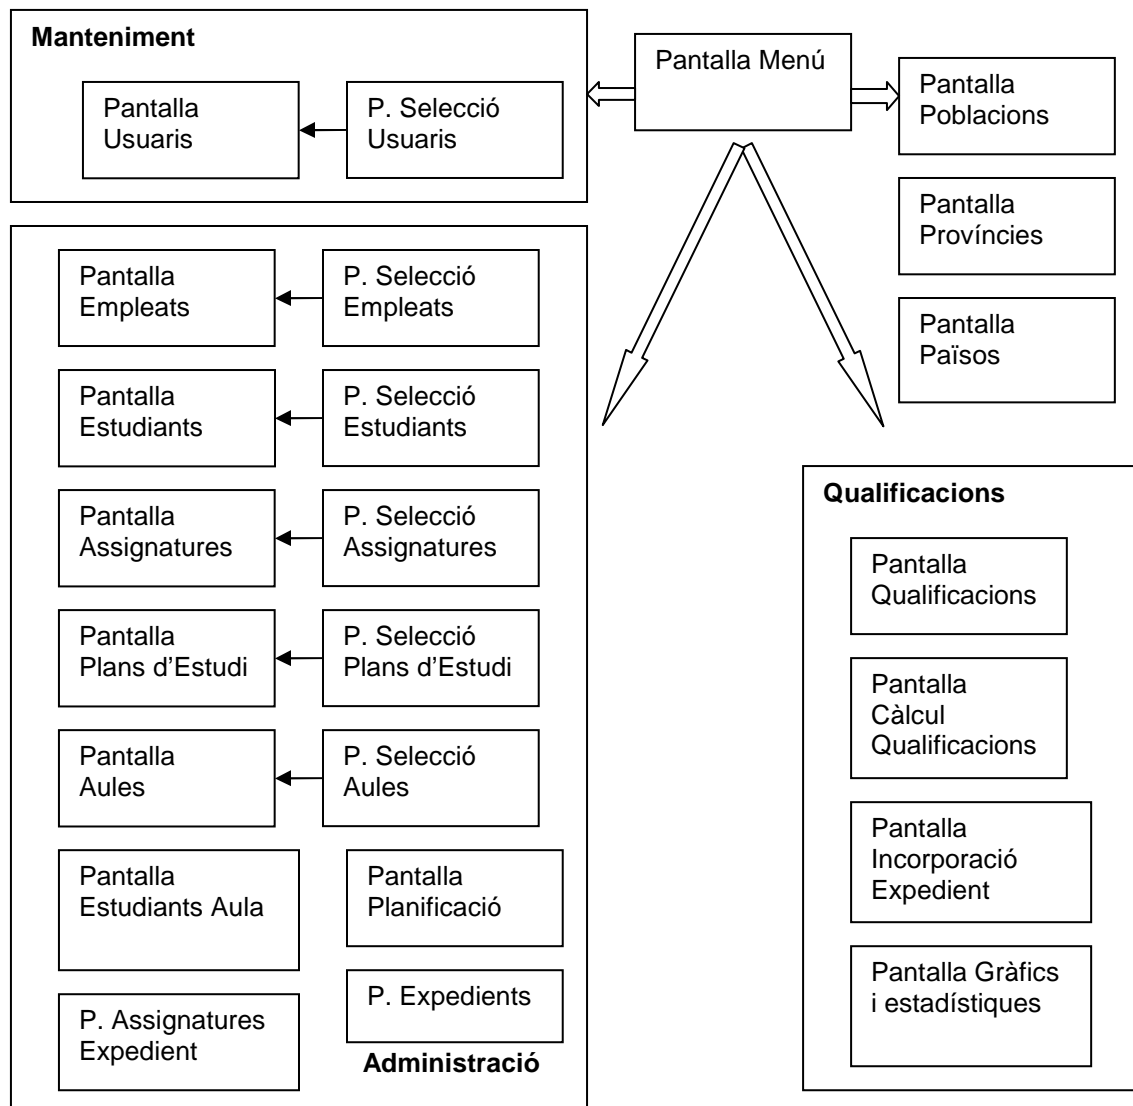 Manteniment
Pantalla
Usuaris
P. Selecció
Usuaris
Pantalla Menú
Pantalla
Poblacions
Pantalla
Províncies
Pantalla
Països
Pantalla
Empleats
P. Selecció
Empleats
Pantalla
Estudiants
P. Selecció
Estudiants
Pantalla
Assignatures
P. Selecció
Assignatures
Pantalla
Plans d’Estudi
P. Selecció
Plans d’Estudi
Pantalla
Aules
P. Selecció
Aules
Pantalla
Estudiants Aula
Pantalla
Planificació
P. Assignatures
Expedient
P. Expedients
Administració
Qualificacions
Pantalla
Qualificacions
Pantalla
Càlcul
Qualificacions
Pantalla
Incorporació
Expedient
Pantalla Gràfics
i estadístiques